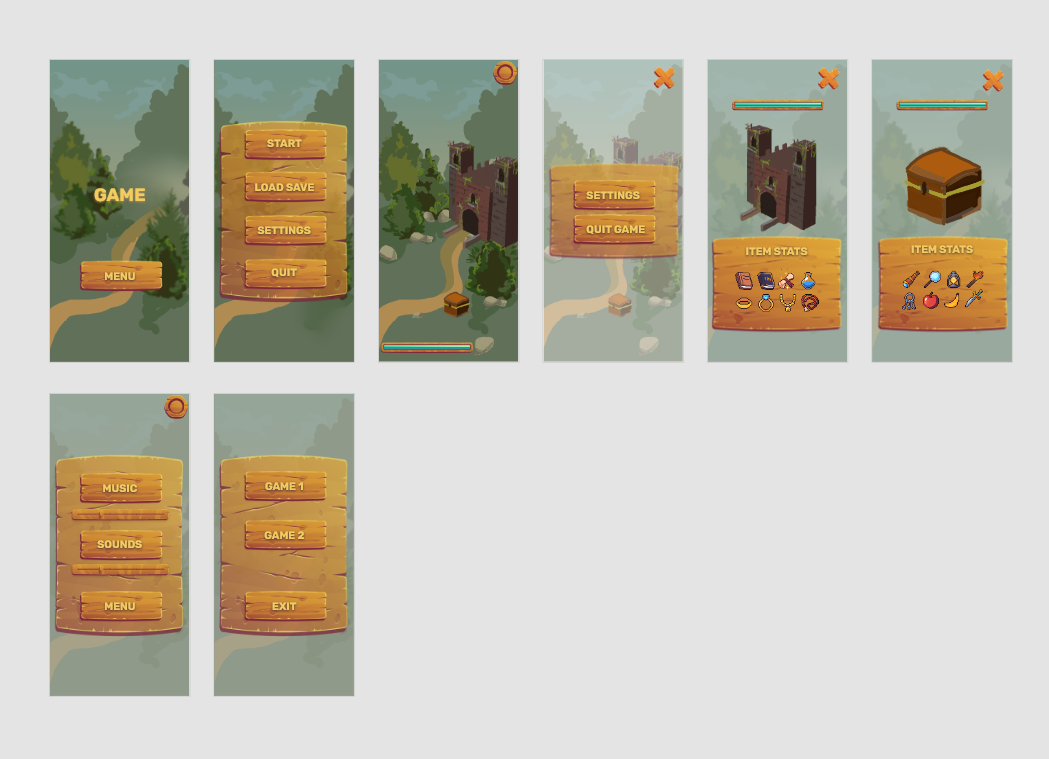 GAME
MENU
START
LOAD SAVE
SETTINGS
QUIT
SETTINGS
QUIT GAME
ITEM STATS
ITEM STATS
MUSIC
SOUNDS
MENU
GAME 1
GAME 2
EXIT